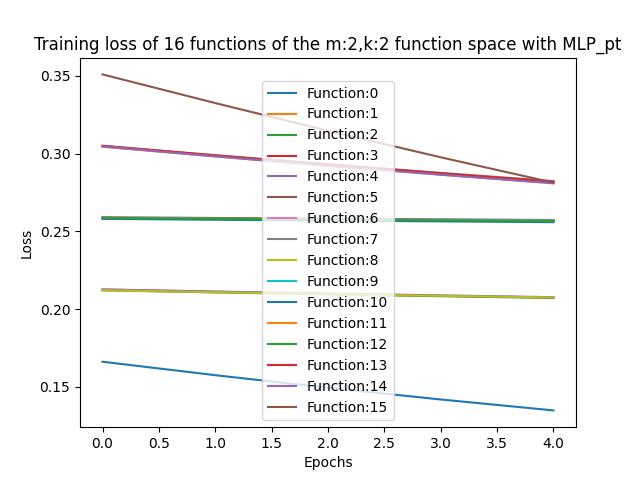 Training loss of 16 functions of the m:2,k:2 function space with MLP_pt
0.35
0.30
0.25
0.20
0.15
Loss
Function:0
Function:1
Function:2
Function:3
Function:4
Function:5
Function:6
Function:7
Function:8
Function:9
Function:10
Function:11
Function:12
Function:13
Function:14
Function:15
0.0 0.5 1.0 1.5 2.0 2.5 3.0 3.5 4.0
Epochs